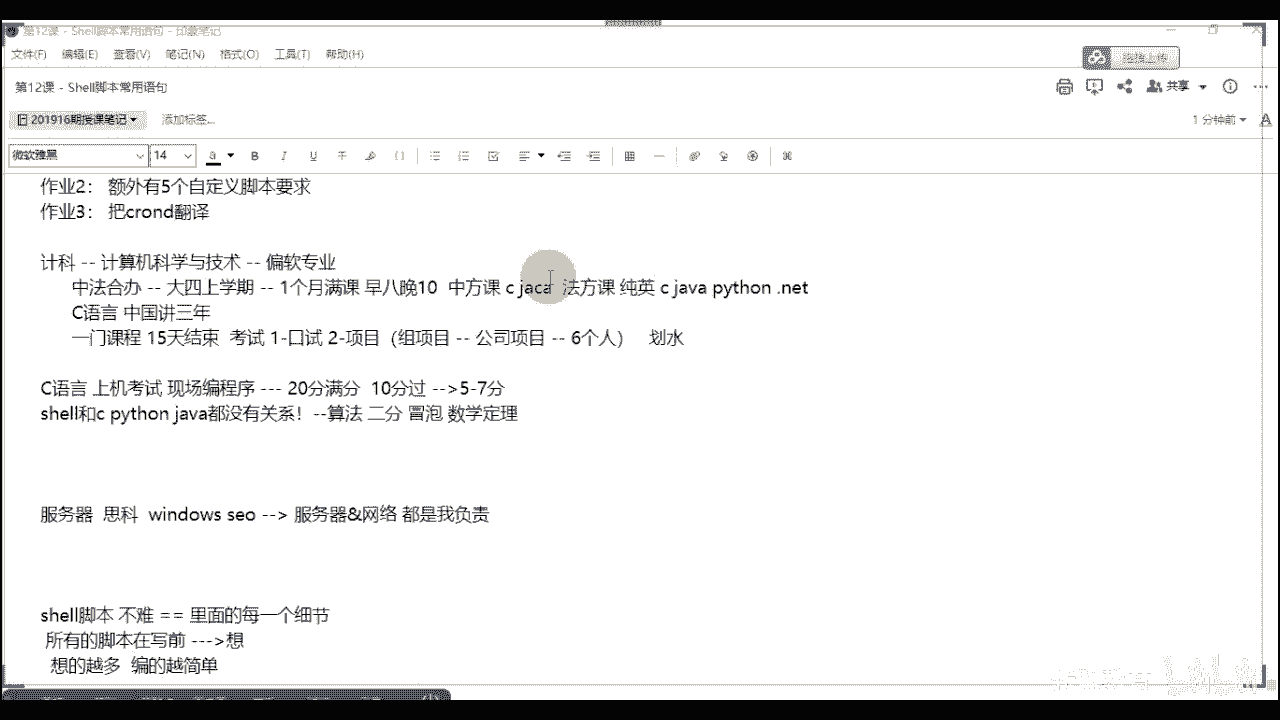 第12课 - Shell脚本常用语句 - 印象笔记
文件(F) 编辑(E) 查看(V) 笔记(N) 格式(O) 工具(T) 帮助(H)
拖拽上传
第12课 - Shell脚本常用语句
共享
201916期授课笔记
添加标签...
1 分钟前
微软雅黑 14
作业2： 额外有5个自定义脚本要求
作业3： 把crond翻译
计科 -- 计算机科学与技术 -- 偏软专业
中法合办 -- 大四上学期 -- 1个月满课 早八晚10 中方课 c jaca 法方课 纯英 c java python .net
C语言 中国讲三年
一门课程 15天结束 考试 1-口试 2-项目（组项目 -- 公司项目 -- 6个人） 划水
C语言 上机考试 现场编程序 --- 20分满分 10分过 -->5-7分
shell和c python java都没有关系！--算法 二分 冒泡 数学定理
服务器 思科 windows seo --> 服务器&网络 都是我负责
shell脚本 不难 == 里面的每一个细节
所有的脚本在写前 --->想
想的越多 编的越简单